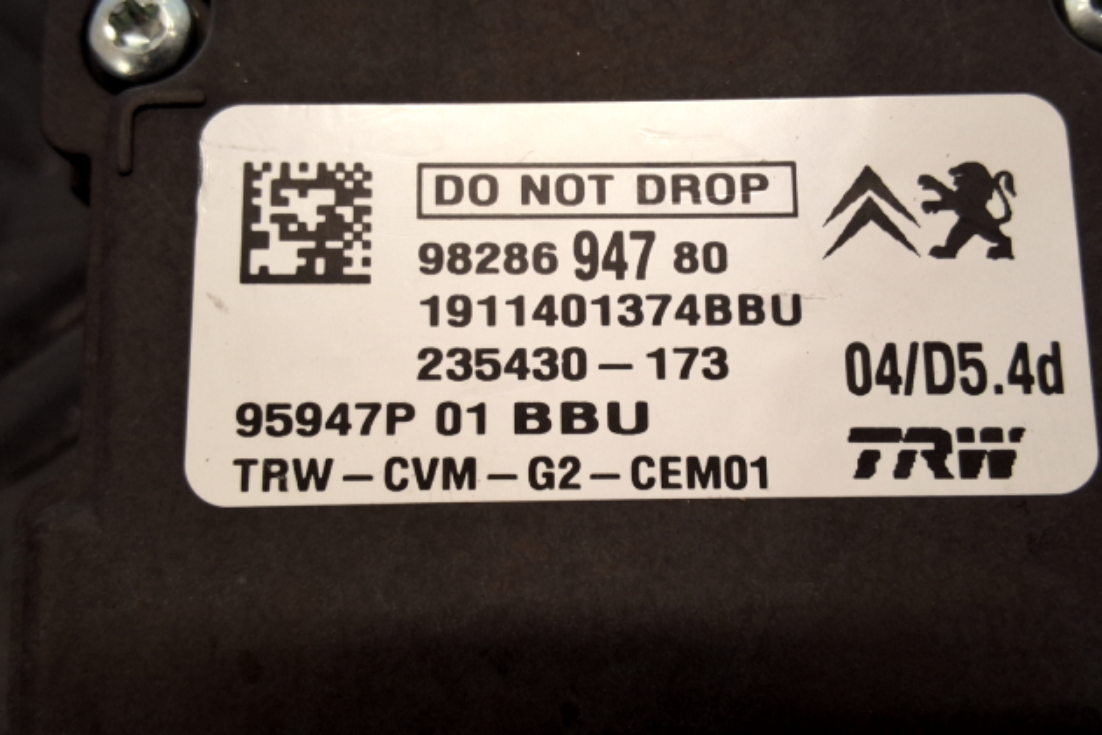 DO NOT DROP
98286 947 80
1911401374BBU
235430-173
04/D5.4d
95947P 01 BBU
TRW-CVM-G2-CEM01
TRW